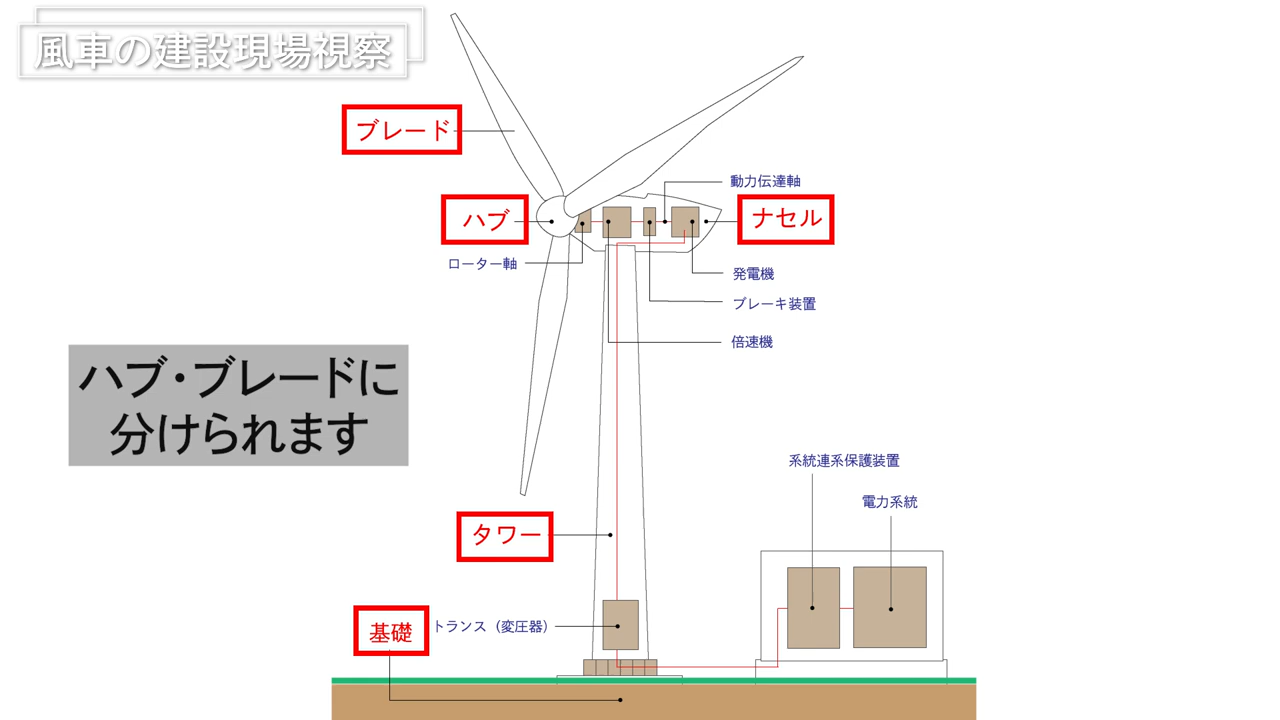 風車の建設現場視察
ブレード
動力伝達軸
ハブ
ナセル
ローター軸
発電機
ブレーキ装置
倍速機
ハブ・ブレードに
分けられます
系統連系保護装置
電力系統
タワー
基礎
トランス（変圧器）